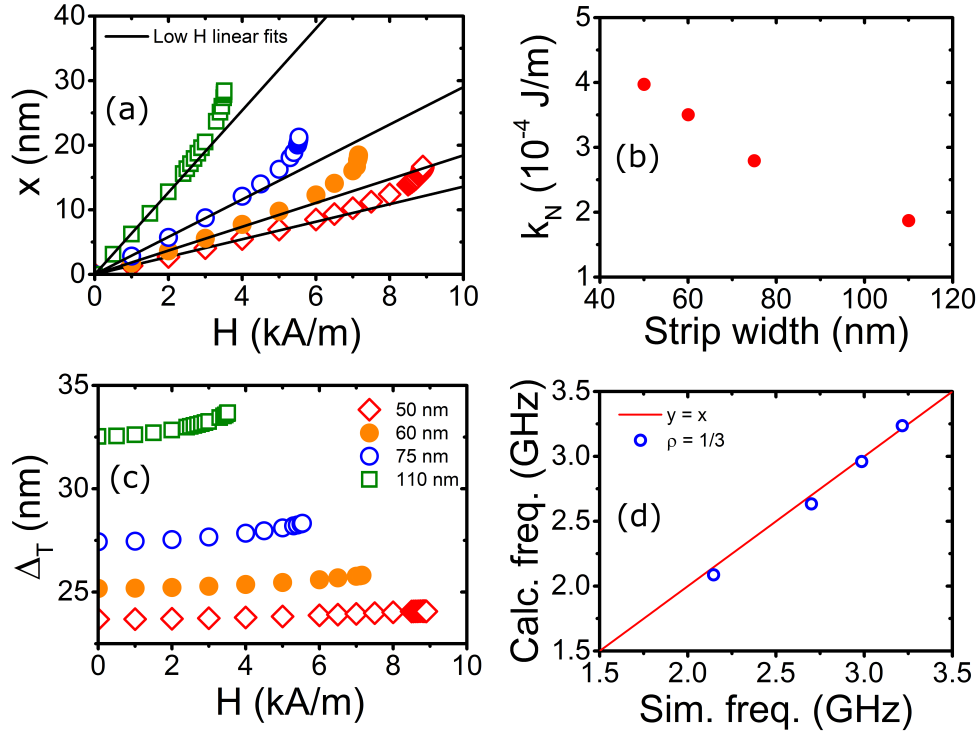 40
30
20
10
0
x (nm)
(a)
Low H linear fits
0 2 4 6 8 10
H (kA/m)
5
4
3
2
1
k_N (10^-4 J/m)
(b)
40 60 80 100 120
Strip width (nm)
35
30
25
Δ_T (nm)
(c)
50 nm
60 nm
75 nm
110 nm
0 2 4 6 8 10
H (kA/m)
3.5
3.0
2.5
2.0
1.5
Calc. freq. (GHz)
y = x
ρ = 1/3
(d)
1.5 2.0 2.5 3.0 3.5
Sim. freq. (GHz)